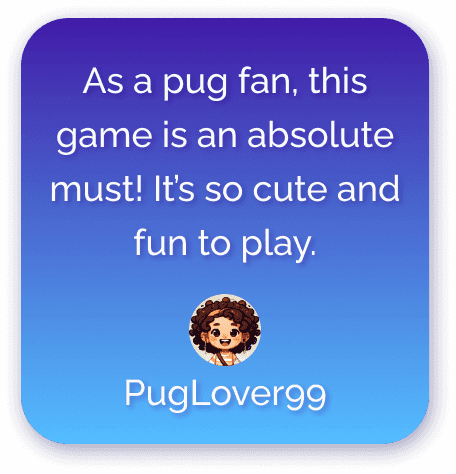 As a pug fan, this
game is an absolute
must! It’s so cute and
fun to play.
PugLover99